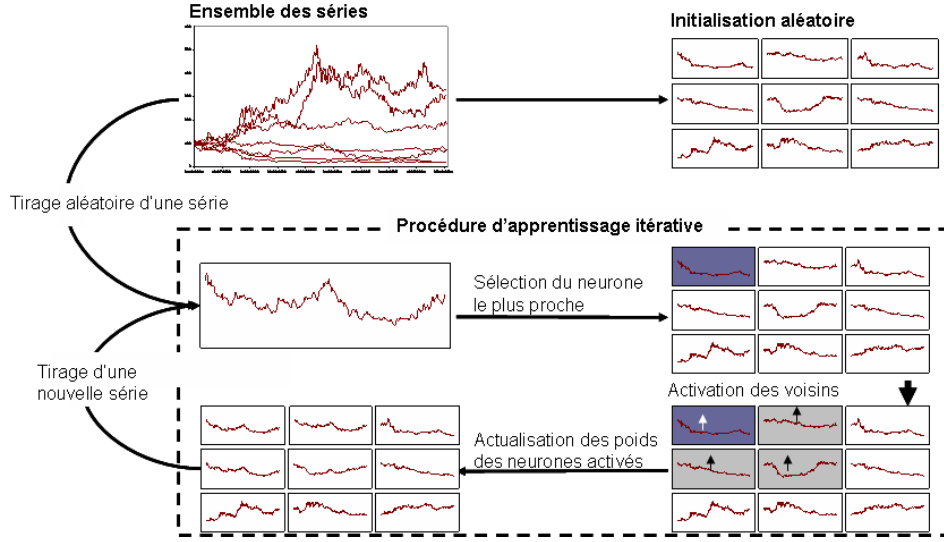 Ensemble des séries
Initialisation aléatoire
Tirage aléatoire d'une série
Procédure d'apprentissage itérative
Sélection du neurone
le plus proche
Tirage d'une
nouvelle série
Activation des voisins
Actualisation des poids
des neurones activés